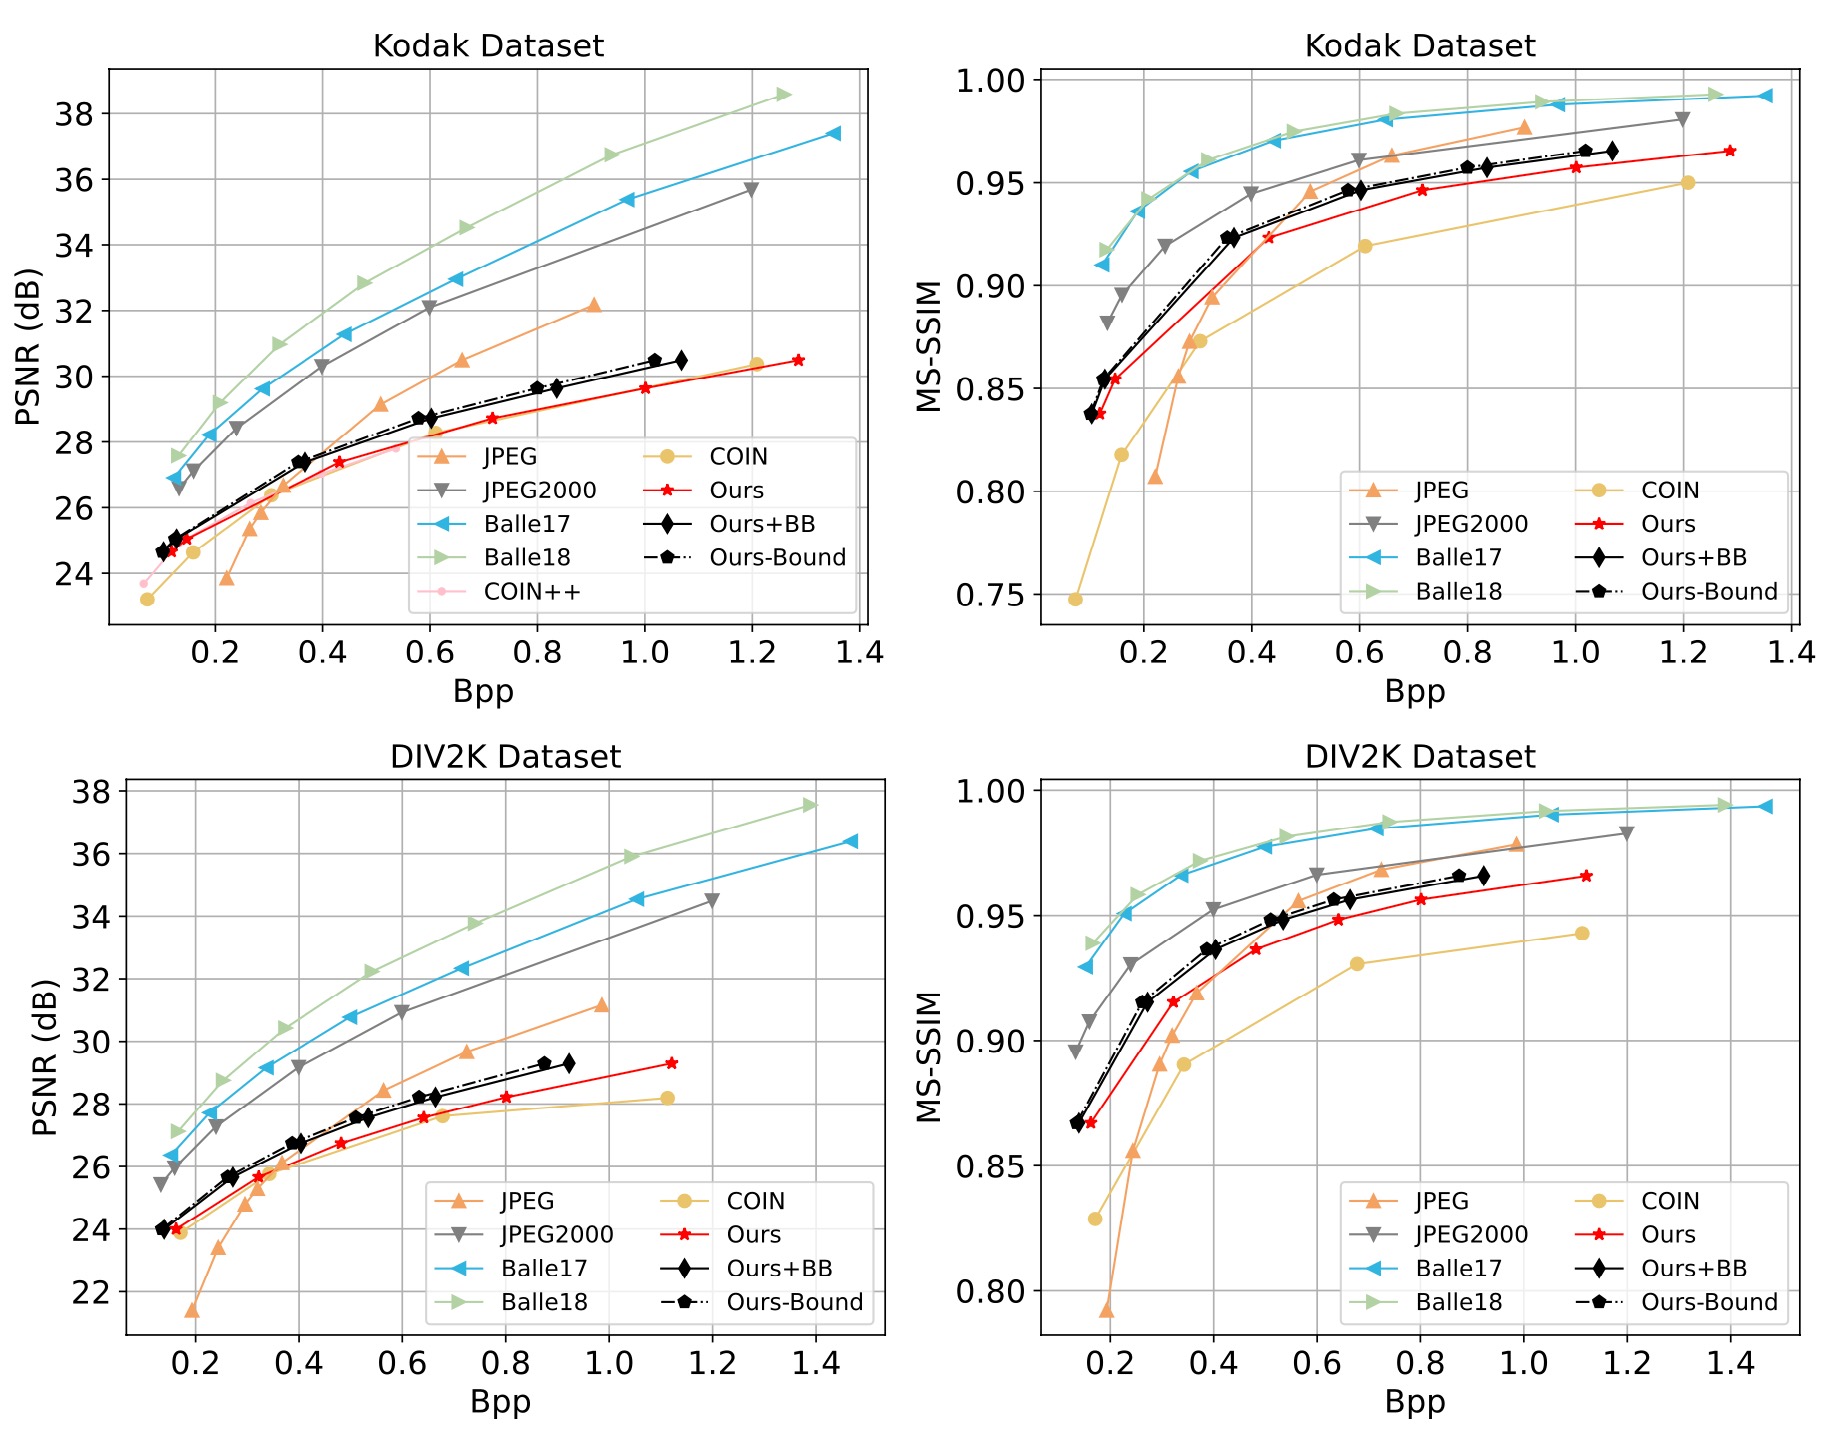 Kodak Dataset
PSNR (dB)
38
36
34
32
30
28
26
24
JPEG
JPEG2000
Balle17
Balle18
COIN++
COIN
Ours
Ours+BB
Ours-Bound
0.2 0.4 0.6 0.8 1.0 1.2 1.4
Bpp
Kodak Dataset
MS-SSIM
1.00
0.95
0.90
0.85
0.80
0.75
JPEG
JPEG2000
Balle17
Balle18
COIN
Ours
Ours+BB
Ours-Bound
0.2 0.4 0.6 0.8 1.0 1.2 1.4
Bpp
DIV2K Dataset
PSNR (dB)
38
36
34
32
30
28
26
24
22
JPEG
JPEG2000
Balle17
Balle18
COIN
Ours
Ours+BB
Ours-Bound
0.2 0.4 0.6 0.8 1.0 1.2 1.4
Bpp
DIV2K Dataset
MS-SSIM
1.00
0.95
0.90
0.85
0.80
JPEG
JPEG2000
Balle17
Balle18
COIN
Ours
Ours+BB
Ours-Bound
0.2 0.4 0.6 0.8 1.0 1.2 1.4
Bpp